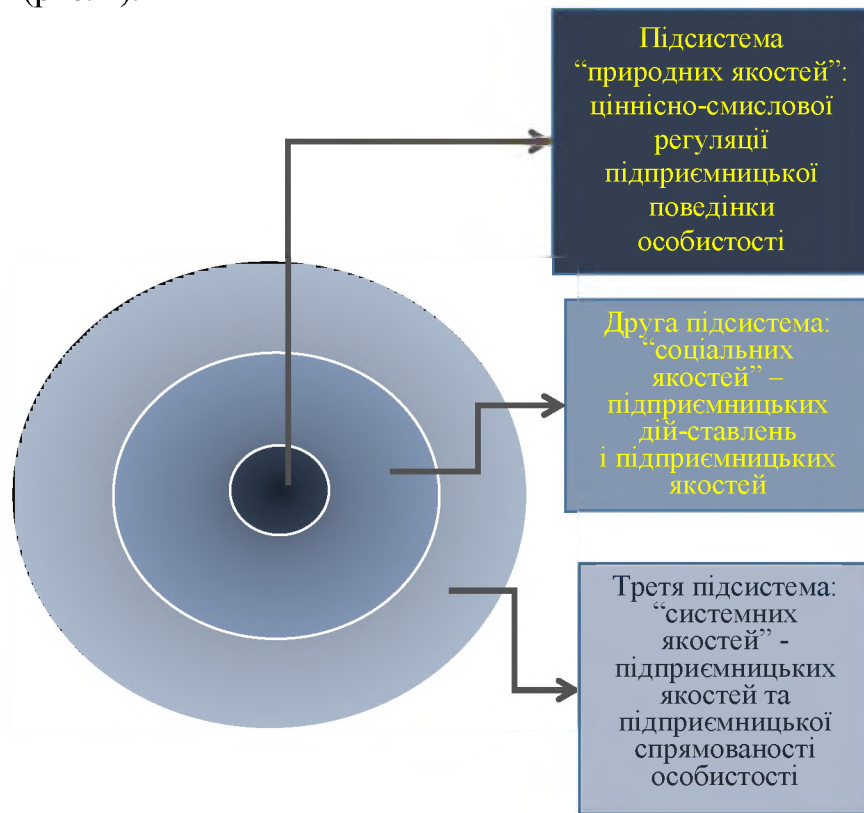 Підсистема
“природних якостей”:
ціннісно-смислової
регуляції
підприємницької
поведінки
особистості
Друга підсистема:
“соціальних
якостей” –
підприємницьких
дій-ставлень
і підприємницьких
якостей
Третя підсистема:
“системних
якостей” -
підприємницьких
якостей та
підприємницької
спрямованості
особистості